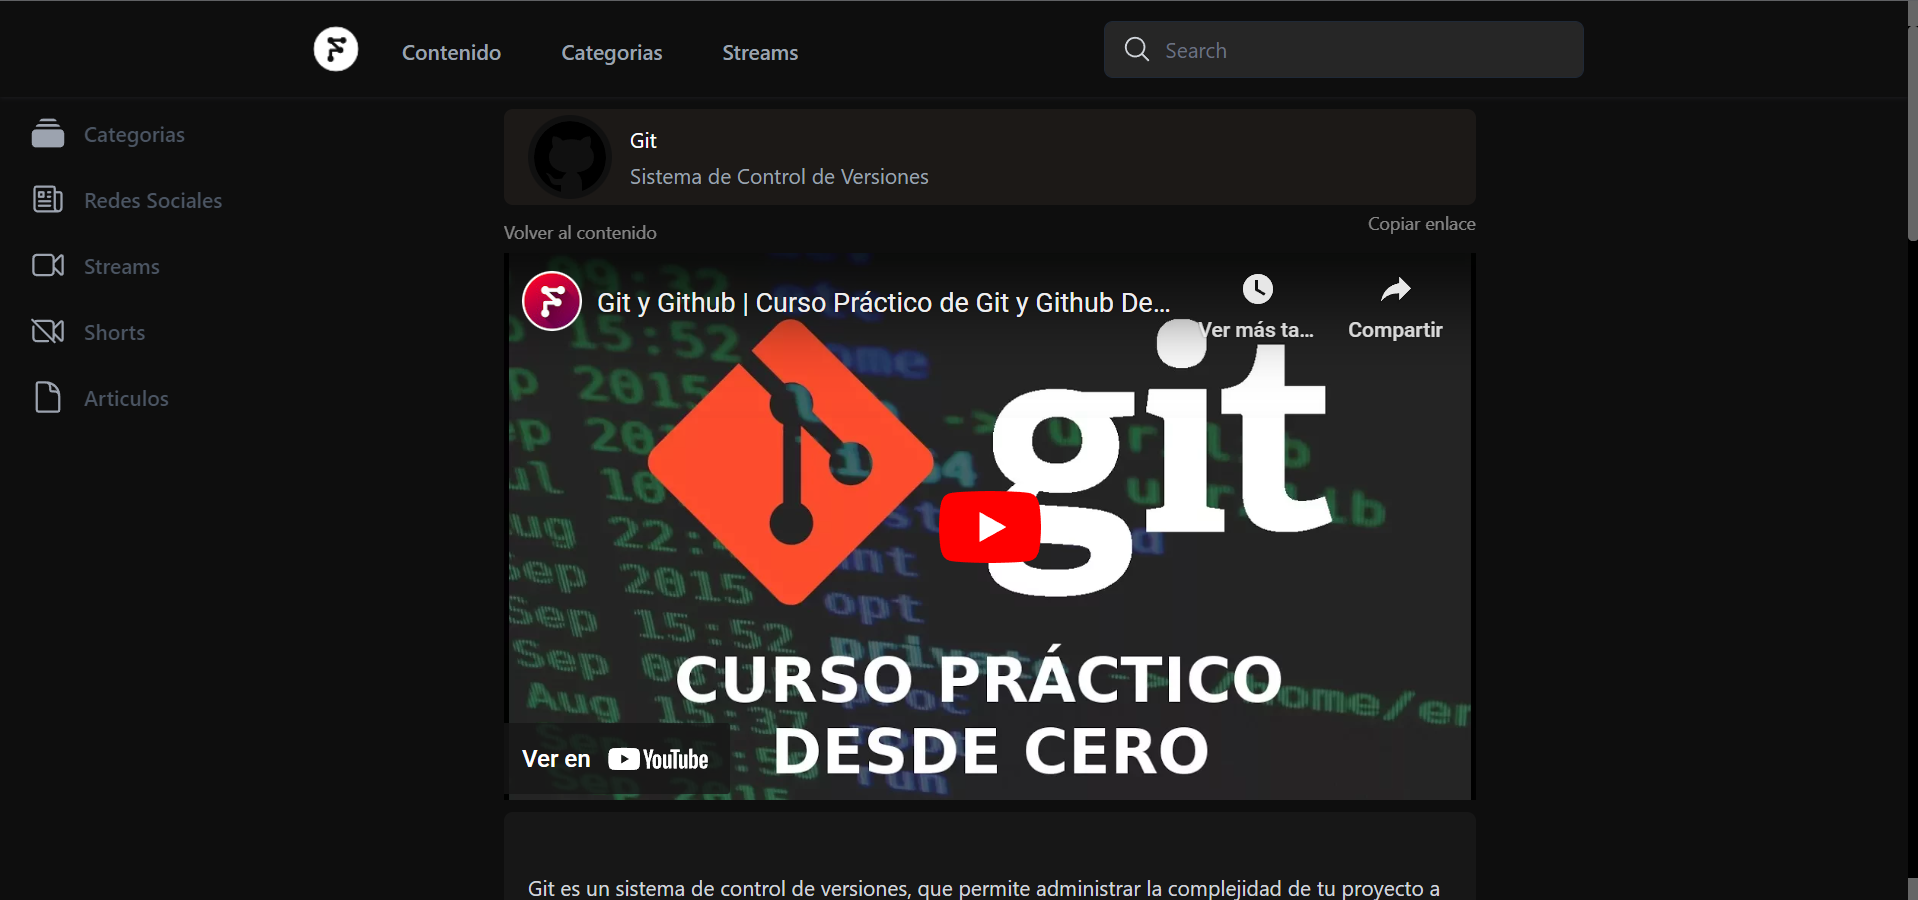 Contenido
Categorias
Streams
Search
Categorias
Redes Sociales
Streams
Shorts
Articulos
Git
Sistema de Control de Versiones
Volver al contenido
Copiar enlace
Git y Github | Curso Práctico de Git y Github De...
Ver más ta...
Compartir
git
CURSO PRÁCTICO
DESDE CERO
Ver en YouTube
Git es un sistema de control de versiones, que permite administrar la complejidad de tu proyecto a